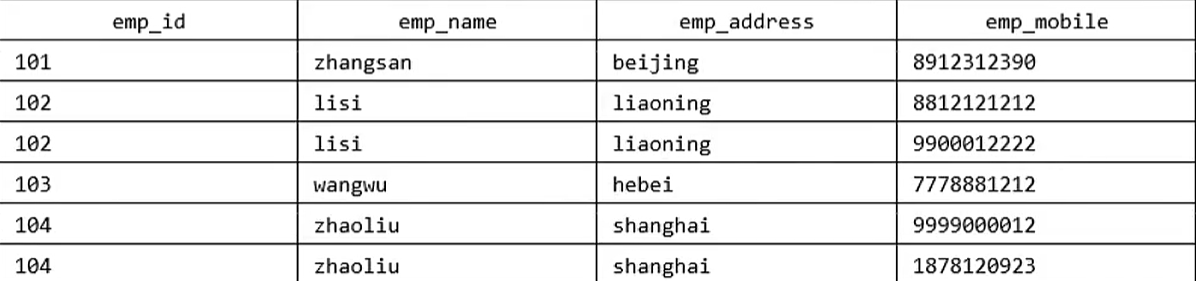 emp_id emp_name emp_address emp_mobile
101 zhangsan beijing 8912312390
102 lisi liaoning 8812121212
102 lisi liaoning 9900012222
103 wangwu hebei 7778881212
104 zhaoliu shanghai 9999000012
104 zhaoliu shanghai 1878120923